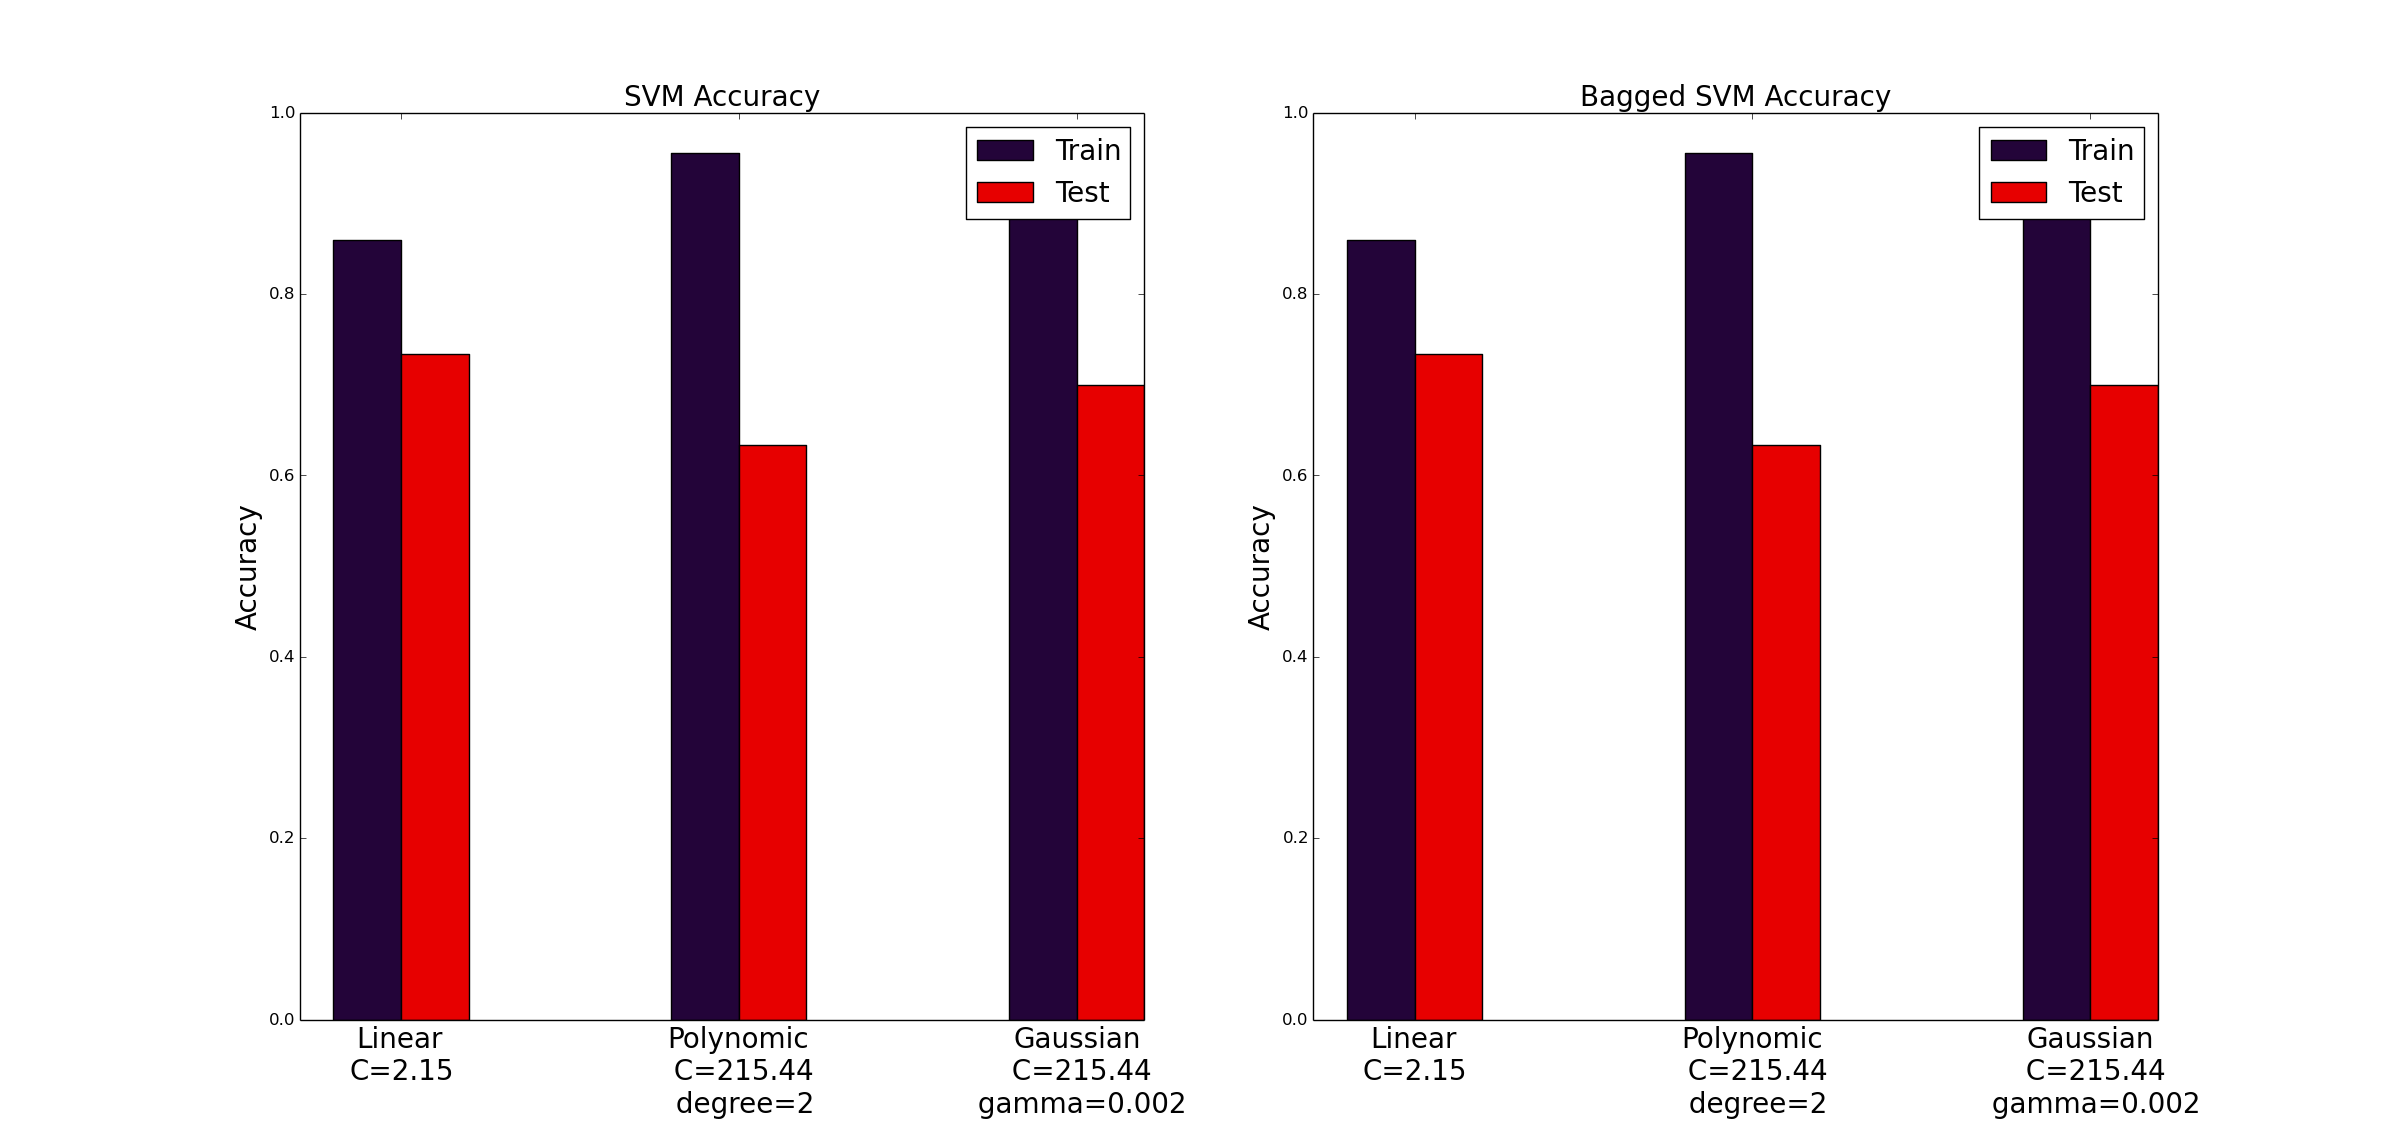 SVM Accuracy
1.0
0.8
0.6
0.4
0.2
0.0
Accuracy
Train
Test
Linear
C=2.15
Polynomic
C=215.44
degree=2
Gaussian
C=215.44
gamma=0.002
Bagged SVM Accuracy
1.0
0.8
0.6
0.4
0.2
0.0
Accuracy
Train
Test
Linear
C=2.15
Polynomic
C=215.44
degree=2
Gaussian
C=215.44
gamma=0.002